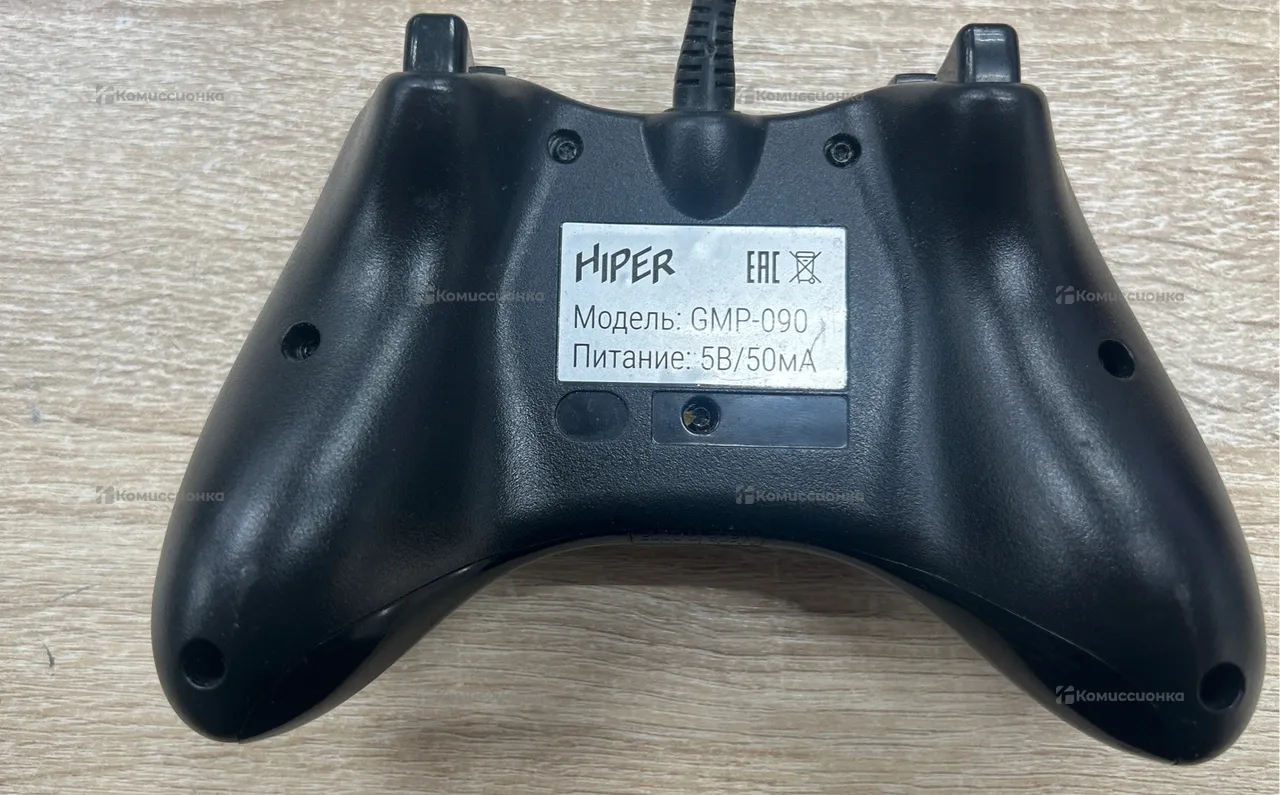 Комиссионка Комиссионка
HIPER EAC
Комиссионка Комиссионка
Модель: GMP-090
Питание: 5В/50мА
Комиссионка Комиссионка
Комиссионка